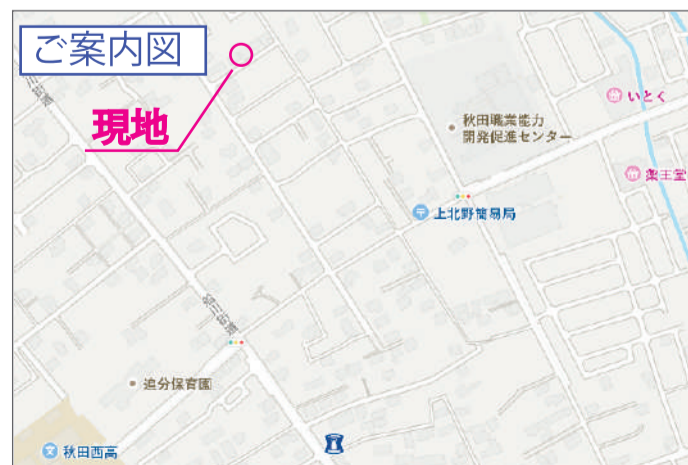 ご案内図
現地
いとく
秋田職業能力
開発促進センター
薬王堂
上北野簡易局
追分保育園
秋田西高